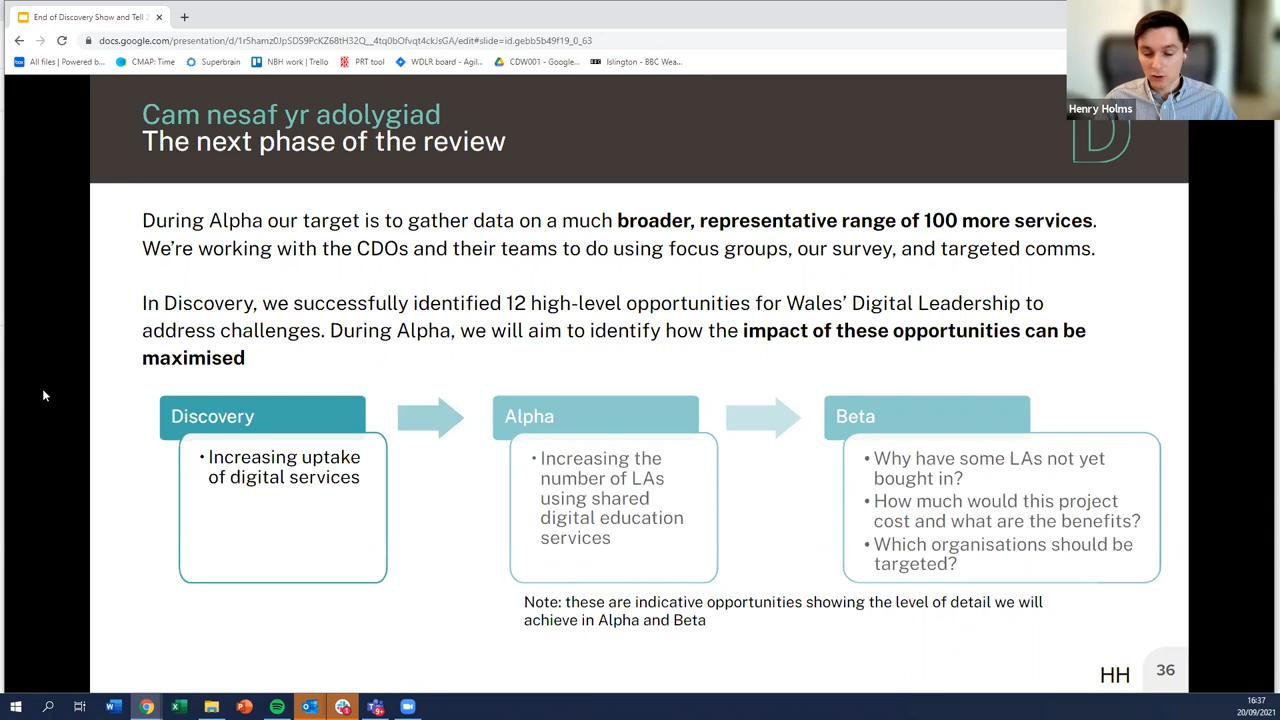 End of Discovery Show and Tell 2
docs.google.com/presentation/d/1r5hamz0JpSDS9PcKZ68tH32Q__4tq0bOfvqt4ckJsGA/edit#slide=id.gebb5b49f19_0_63
All files | Powered b... CMAP: Time Superbrain NBH work | Trello PRT tool WDLR board - Agil... CDW001 - Google... Islington - BBC Wea...
Henry Holms
Cam nesaf yr adolygiad
The next phase of the review
D
During Alpha our target is to gather data on a much broader, representative range of 100 more services.
We're working with the CDOs and their teams to do using focus groups, our survey, and targeted comms.
In Discovery, we successfully identified 12 high-level opportunities for Wales' Digital Leadership to
address challenges. During Alpha, we will aim to identify how the impact of these opportunities can be
maximised
Discovery
• Increasing uptake
of digital services
Alpha
• Increasing the
number of LAs
using shared
digital education
services
Beta
• Why have some LAs not yet
bought in?
• How much would this project
cost and what are the benefits?
• Which organisations should be
targeted?
Note: these are indicative opportunities showing the level of detail we will
achieve in Alpha and Beta
HH
36
16:37
20/09/2021